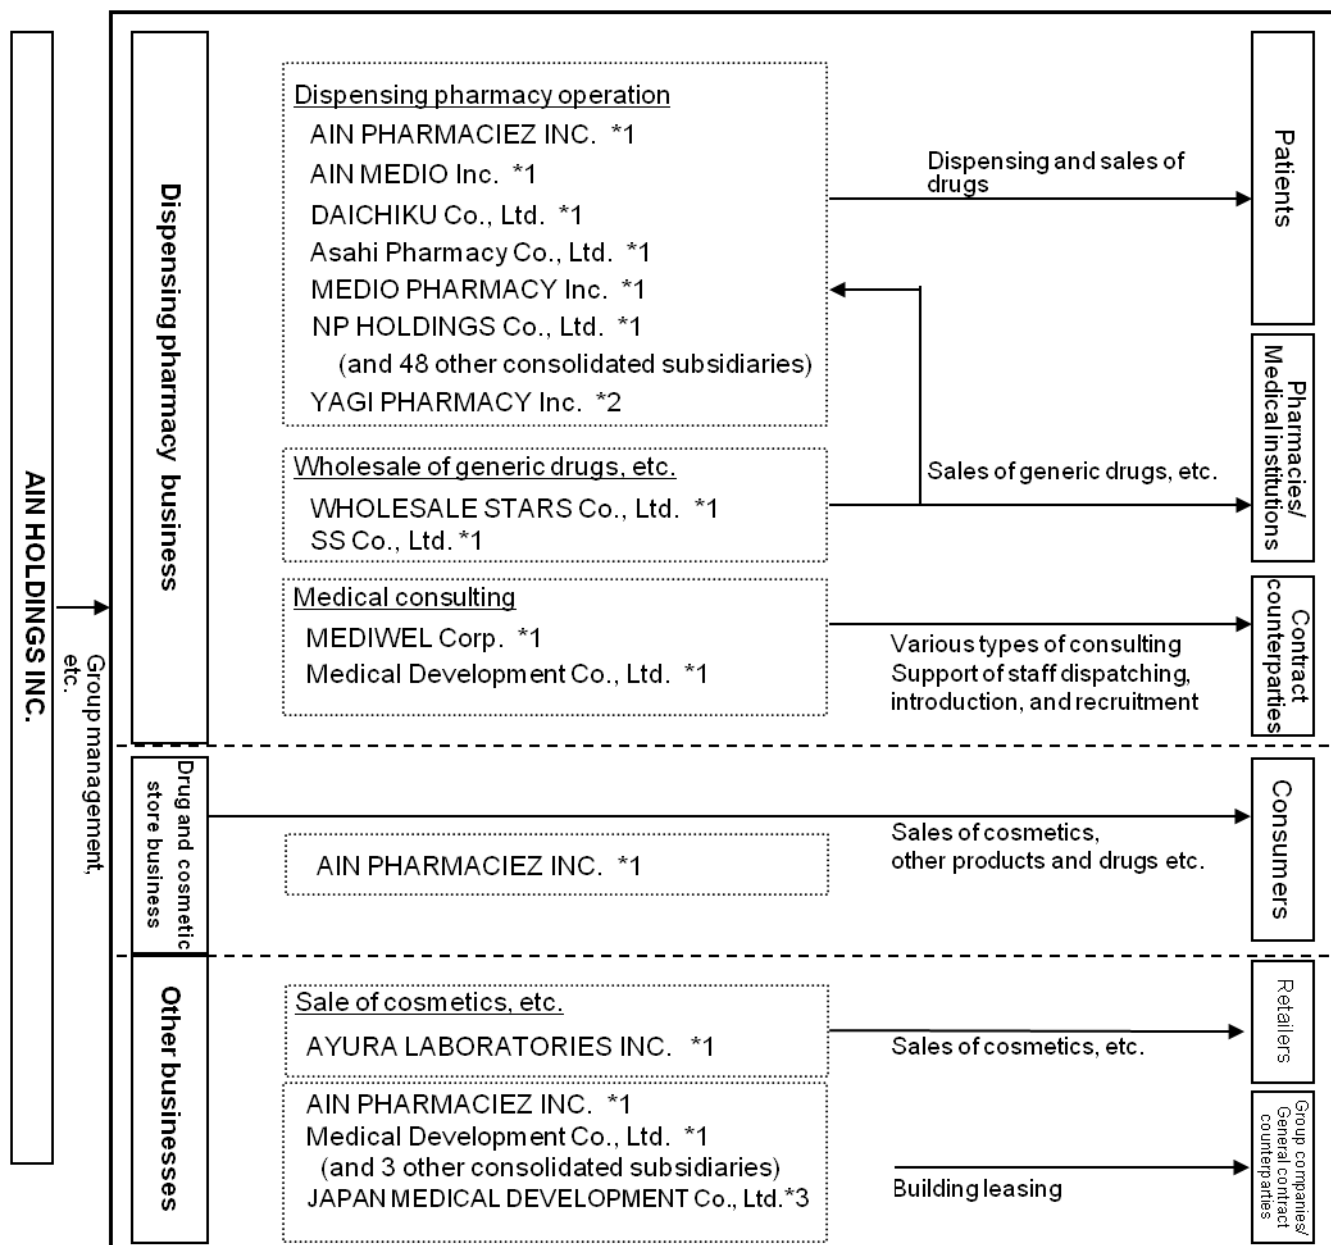 AIN HOLDINGS INC.
Group management,
etc.
Dispensing pharmacy business
Dispensing pharmacy operation
AIN PHARMACIEZ INC. *1
AIN MEDIO Inc. *1
DAICHIKU Co., Ltd. *1
Asahi Pharmacy Co., Ltd. *1
MEDIO PHARMACY Inc. *1
NP HOLDINGS Co., Ltd. *1
(and 48 other consolidated subsidiaries)
YAGI PHARMACY Inc. *2
Dispensing and sales of
drugs
Patients
Wholesale of generic drugs, etc.
WHOLESALE STARS Co., Ltd. *1
SS Co., Ltd. *1
Sales of generic drugs, etc.
Pharmacies/
Medical institutions
Medical consulting
MEDIWEL Corp. *1
Medical Development Co., Ltd. *1
Various types of consulting
Support of staff dispatching,
introduction, and recruitment
Contract
counterparties
Drug and cosmetic
store business
AIN PHARMACIEZ INC. *1
Sales of cosmetics,
other products and drugs etc.
Consumers
Other businesses
Sale of cosmetics, etc.
AYURA LABORATORIES INC. *1
Sales of cosmetics, etc.
Retailers
AIN PHARMACIEZ INC. *1
Medical Development Co., Ltd. *1
(and 3 other consolidated subsidiaries)
JAPAN MEDICAL DEVELOPMENT Co., Ltd.*3
Building leasing
Group companies/
General contract
counterparties